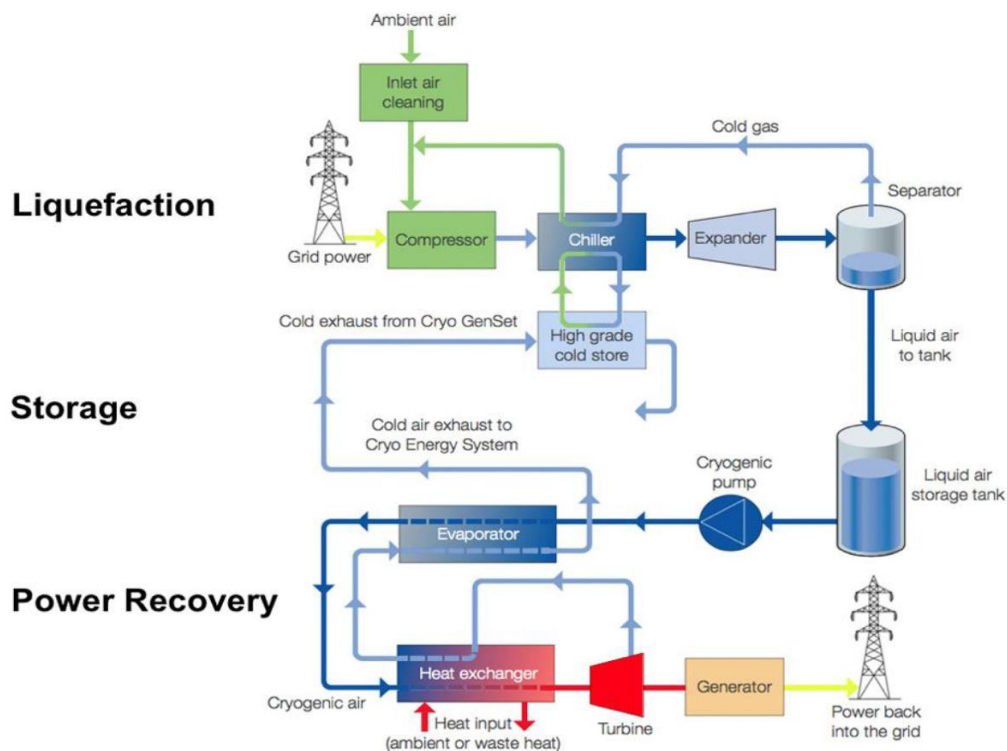 Ambient air
Inlet air
cleaning
Cold gas
Liquefaction
Separator
Grid power
Compressor
Chiller
Expander
Cold exhaust from Cryo GenSet
High grade
cold store
Liquid air
to tank
Storage
Cold air exhaust to
Cryo Energy System
Cryogenic
pump
Liquid air
storage tank
Evaporator
Power Recovery
Heat exchanger
Generator
Cryogenic air
Heat input
(ambient or waste heat)
Turbine
Power back
into the grid